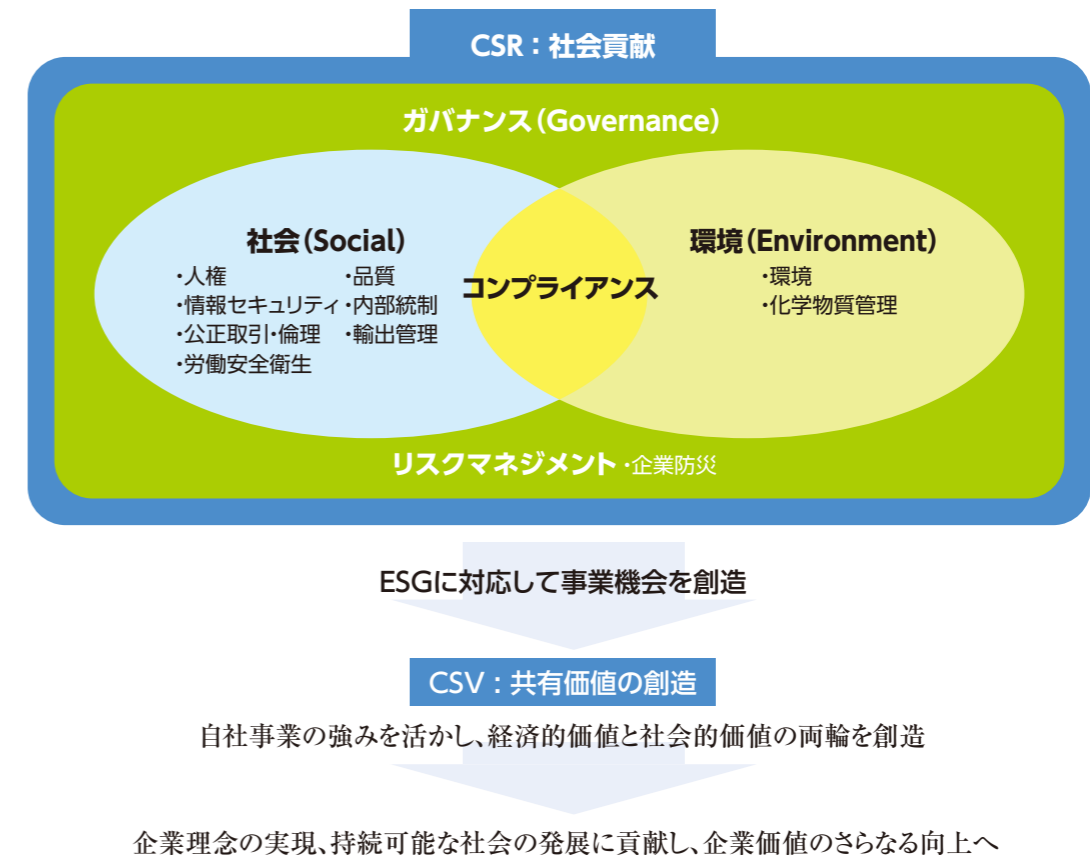 CSR：社会貢献
ガバナンス（Governance）
社会（Social）
・人権
・情報セキュリティ
・公正取引・倫理
・労働安全衛生
・品質
・内部統制
・輸出管理
コンプライアンス
環境（Environment）
・環境
・化学物質管理
リスクマネジメント ・企業防災
ESGに対応して事業機会を創造
CSV：共有価値の創造
自社事業の強みを活かし、経済的価値と社会的価値の両輪を創造
企業理念の実現、持続可能な社会の発展に貢献し、企業価値のさらなる向上へ